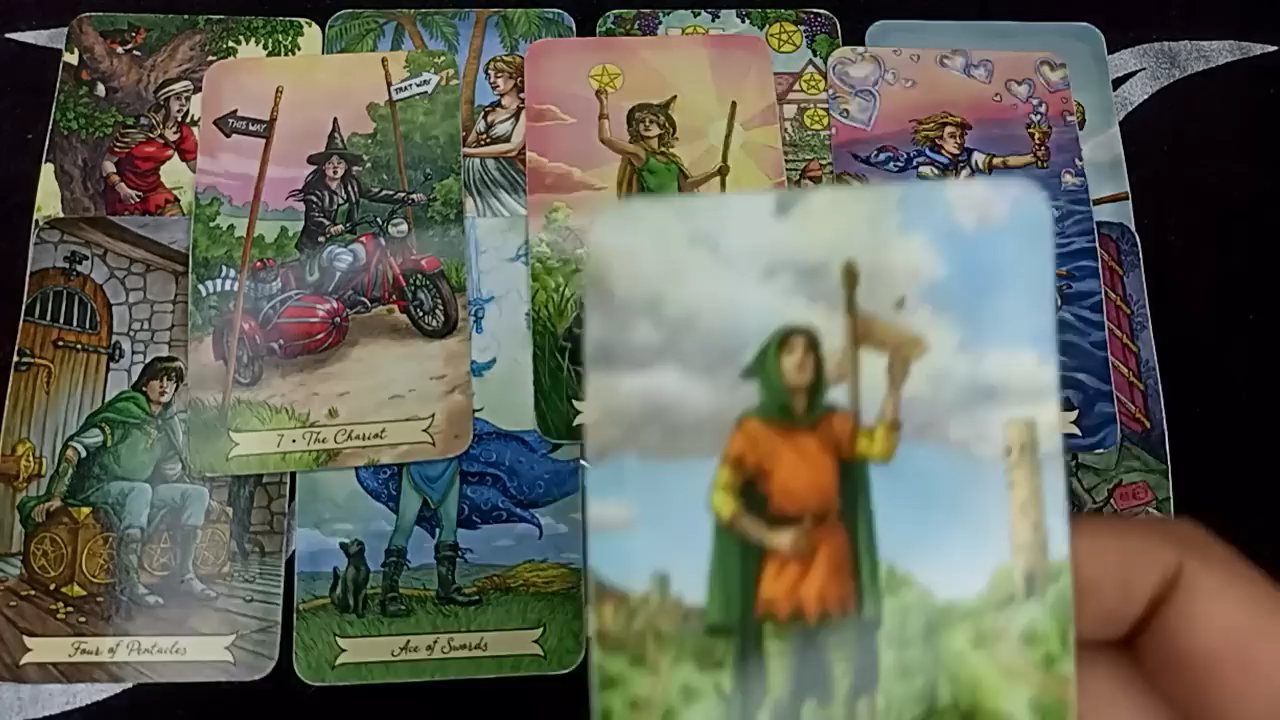 THIS WAY
THAT WAY
7 • The Chariot
Four of Pentacles
Ace of Swords